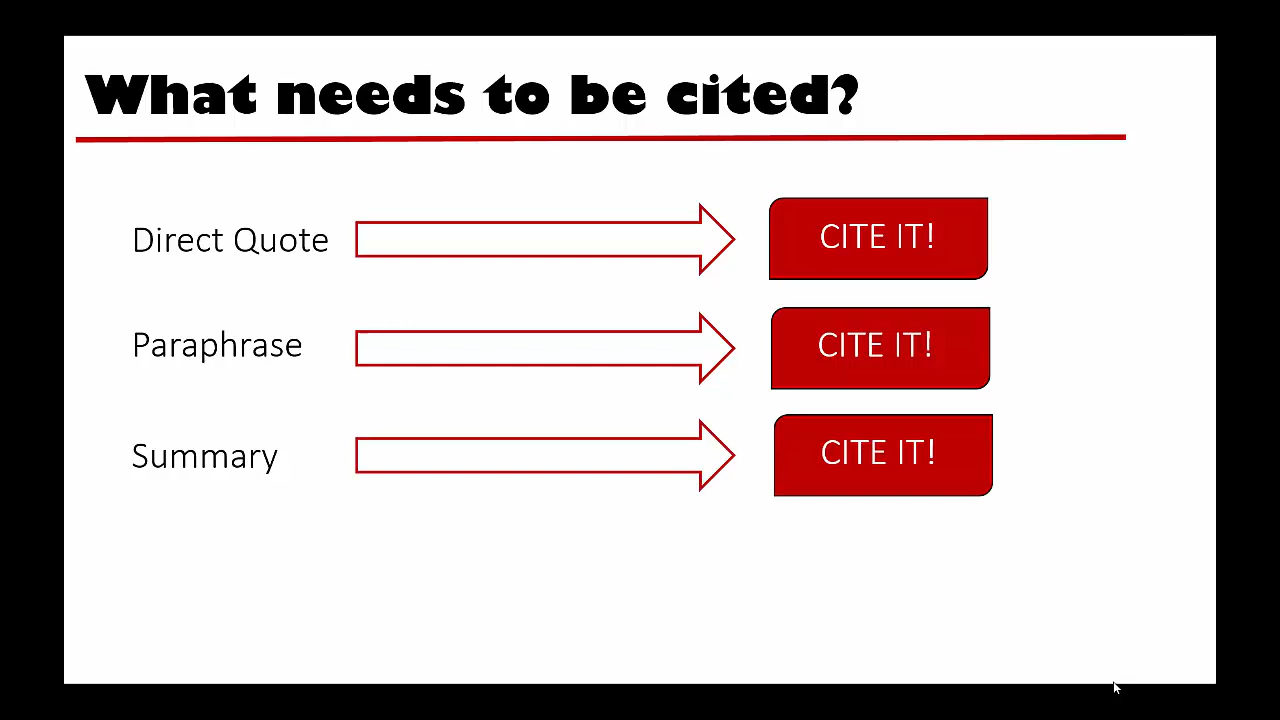 What needs to be cited?
Direct Quote CITE IT!
Paraphrase CITE IT!
Summary CITE IT!